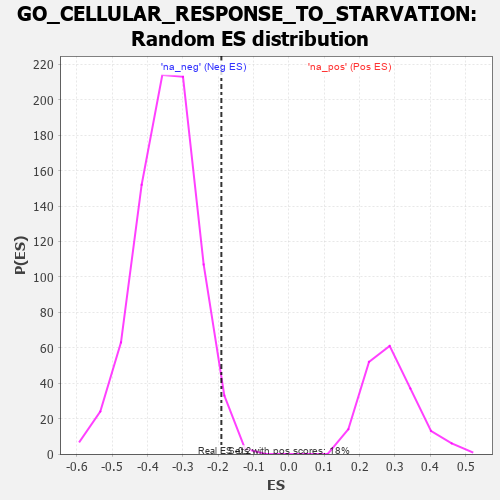 GO_CELLULAR_RESPONSE_TO_STARVATION:
Random ES distribution
'na_neg' (Neg ES) 'na_pos' (Pos ES)
P(ES)
220
200
180
160
140
120
100
80
60
40
20
0
with pos scores:
-0.6 -0.5 -0.4 -0.3 -0.2 -0.1 0.0 0.1 0.2 0.3 0.4 0.5
ES